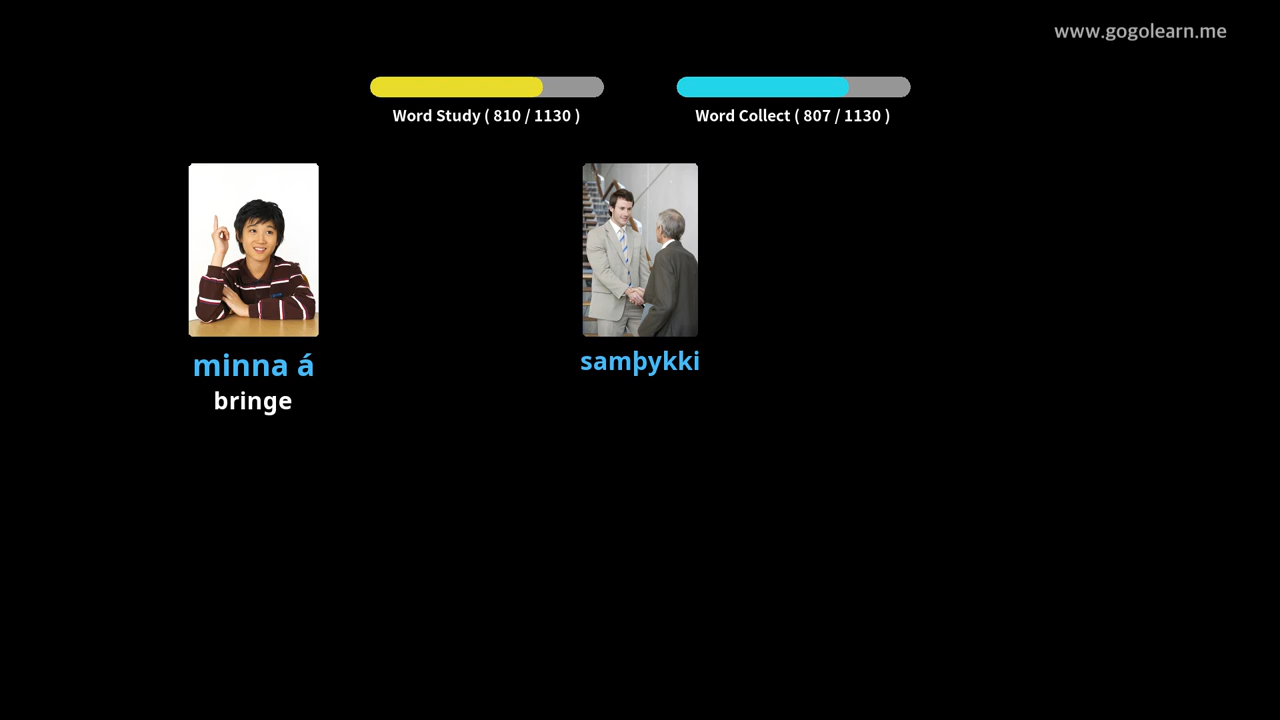 www.gogolearn.me
Word Study ( 810 / 1130 )
Word Collect ( 807 / 1130 )
minna á
bringe
samþykki